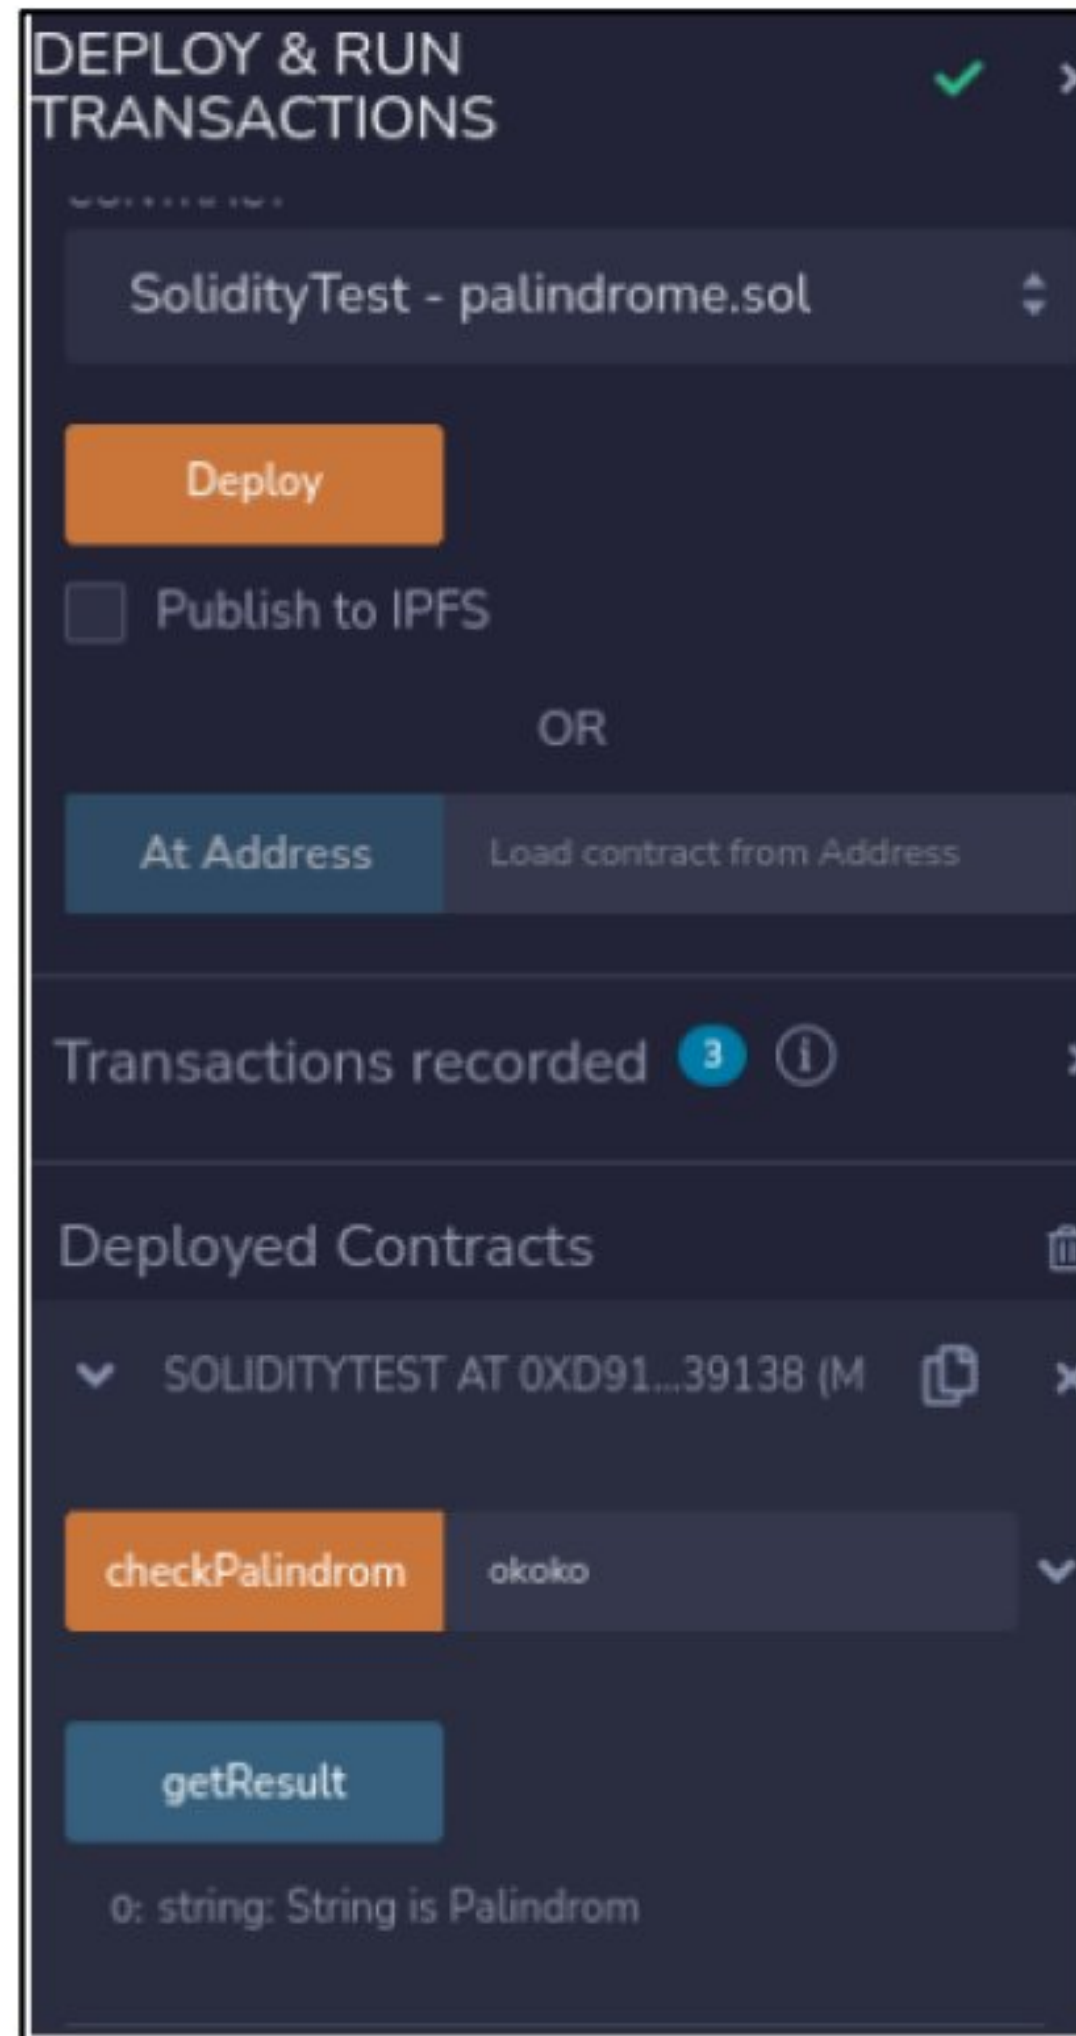 DEPLOY & RUN
TRANSACTIONS
SolidityTest - palindrome.sol
Deploy
Publish to IPFS
OR
At Address
Load contract from Address
Transactions recorded 3 i
Deployed Contracts
SOLIDITYTEST AT 0XD91...39138 (M
checkPalindrom
okoko
getResult
0: string: String is Palindrom